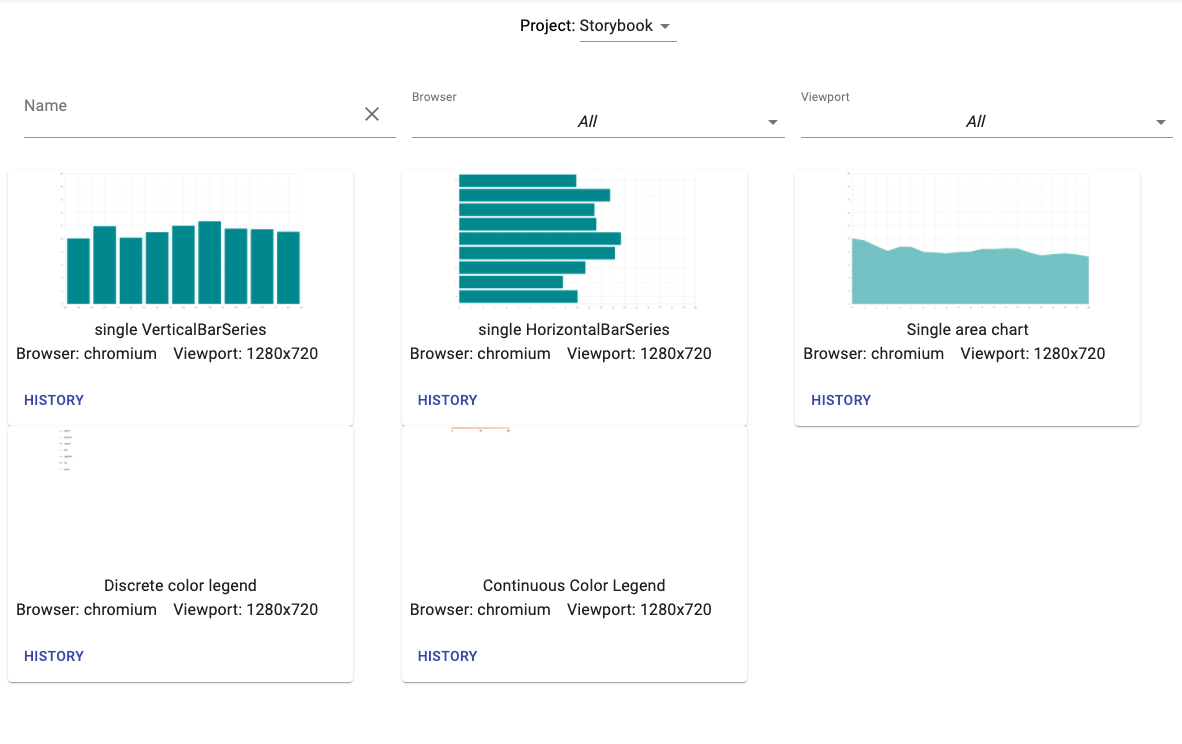 Project: Storybook
Name
Browser
All
Viewport
All
single VerticalBarSeries
Browser: chromium Viewport: 1280x720
HISTORY
single HorizontalBarSeries
Browser: chromium Viewport: 1280x720
HISTORY
Single area chart
Browser: chromium Viewport: 1280x720
HISTORY
Discrete color legend
Browser: chromium Viewport: 1280x720
HISTORY
Continuous Color Legend
Browser: chromium Viewport: 1280x720
HISTORY